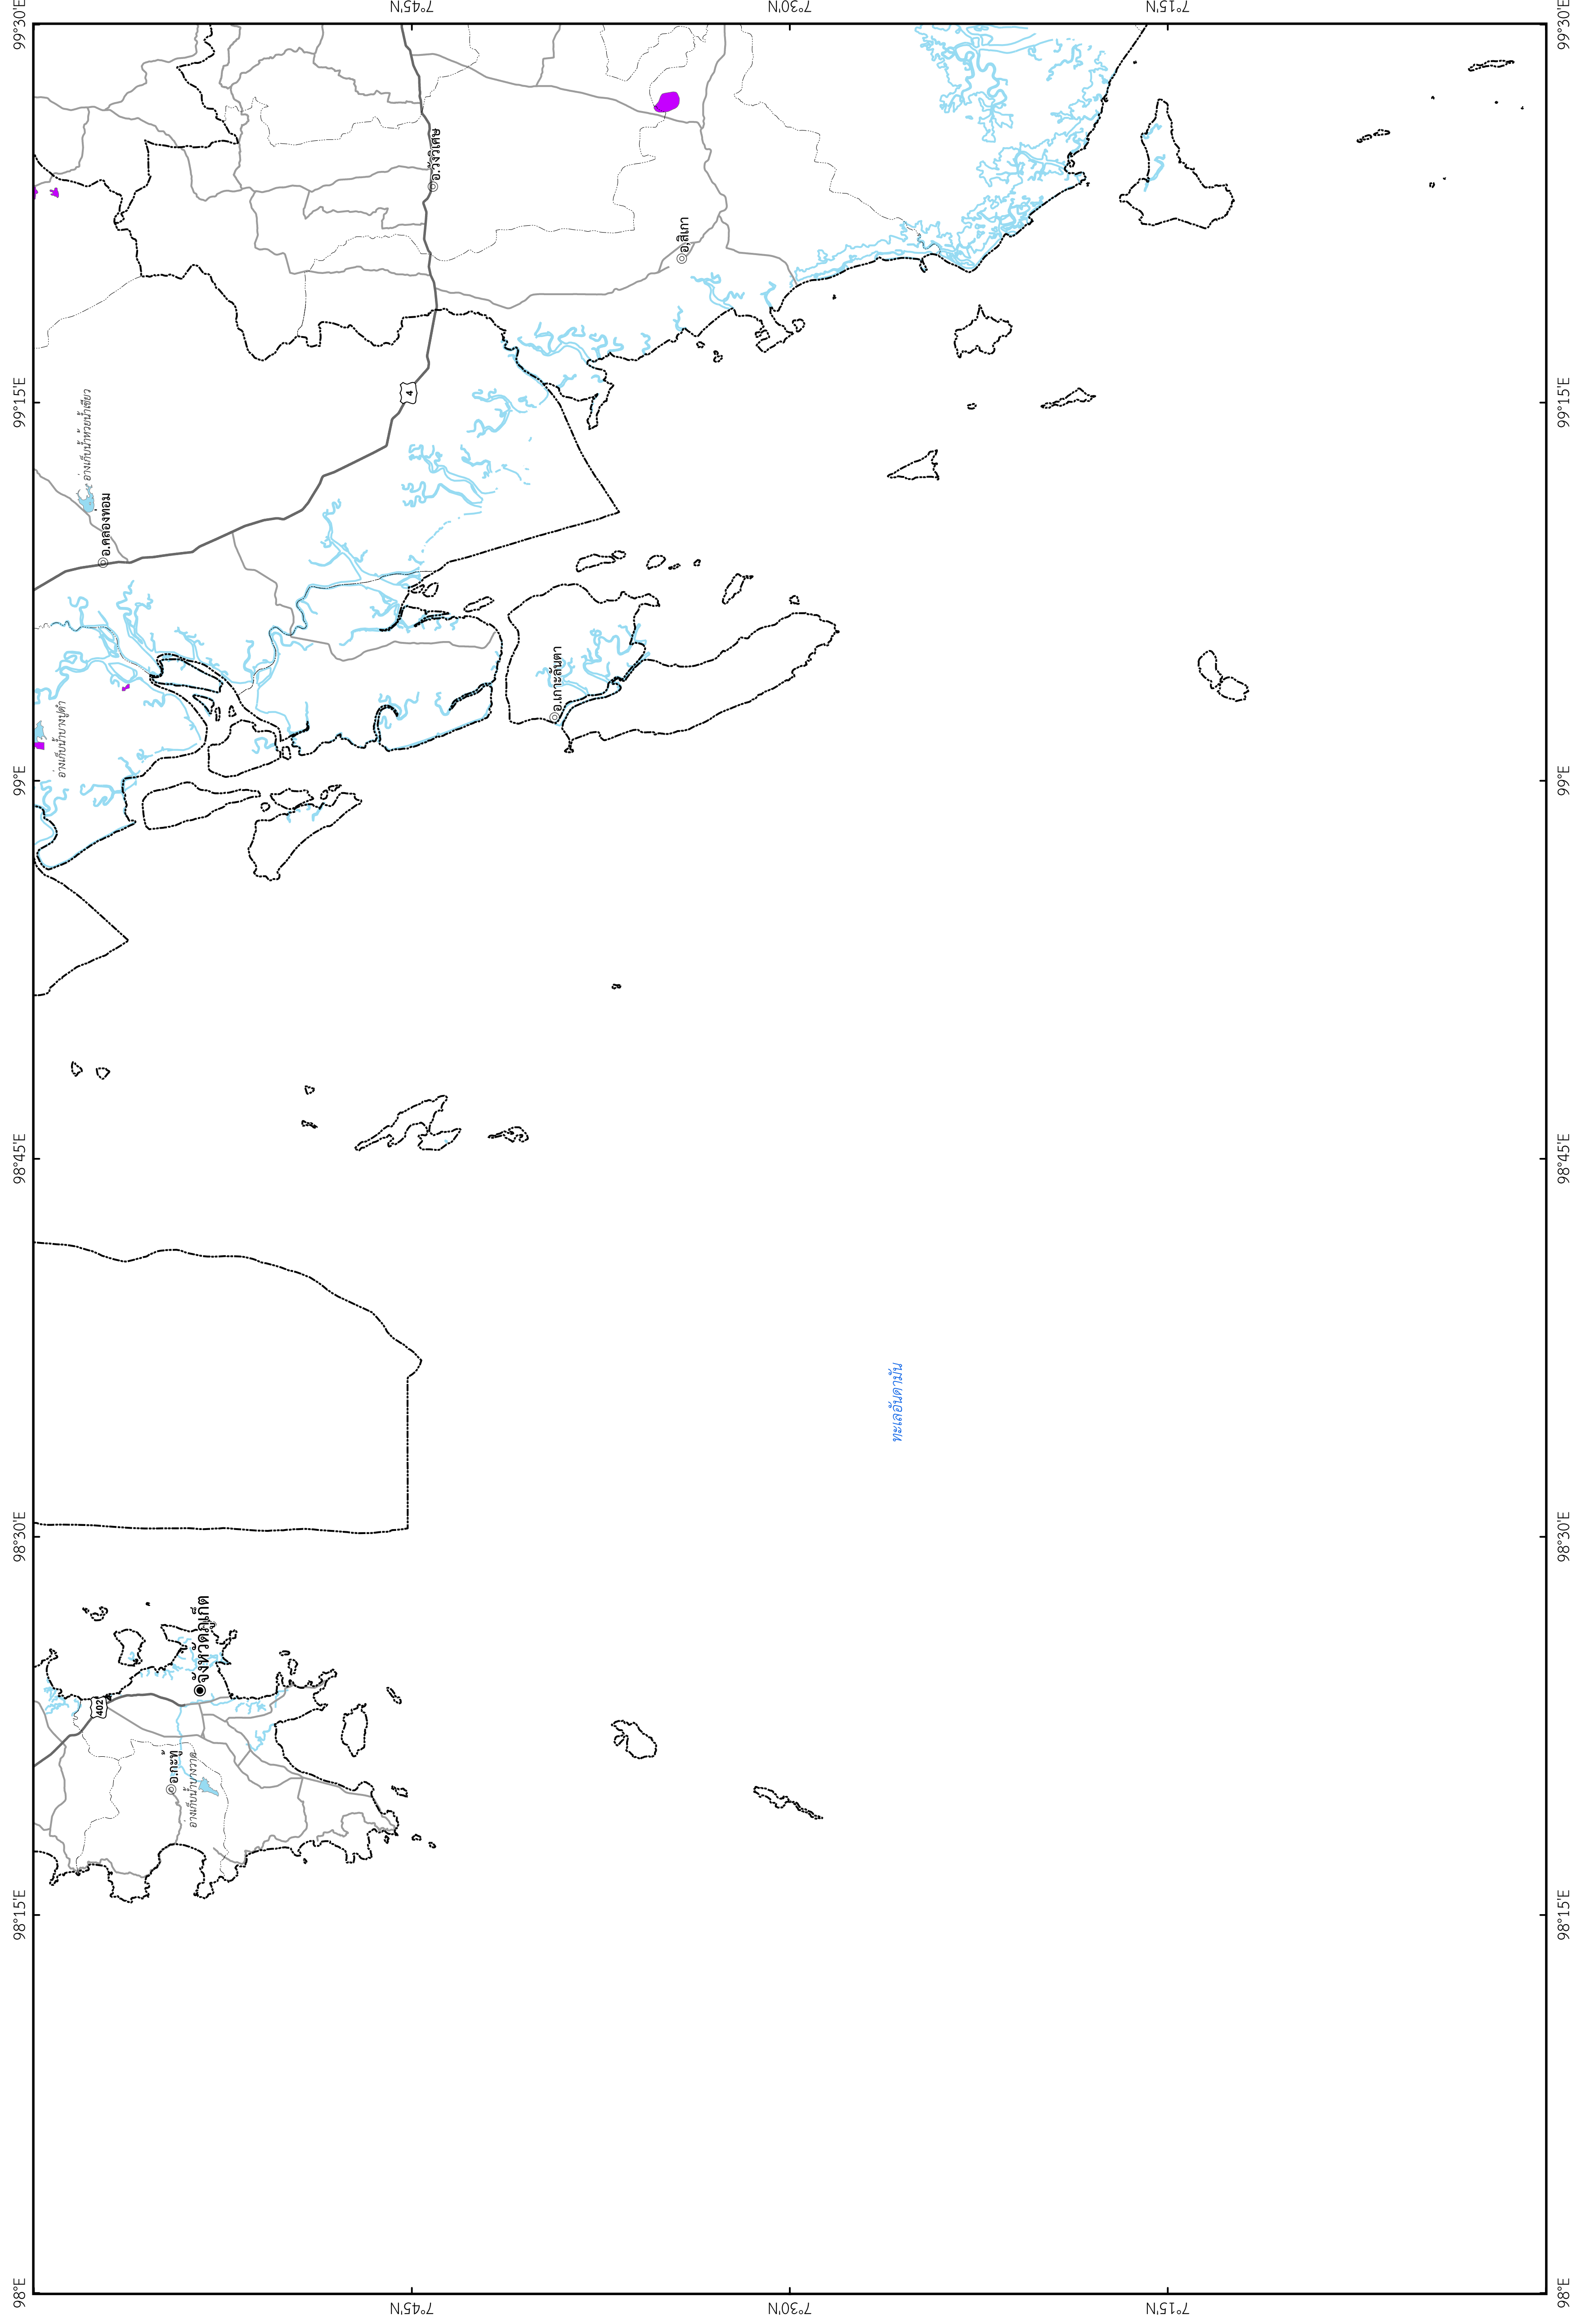 98°E
98°15'E
98°30'E
98°45'E
99°E
99°15'E
99°30'E
อ่างเก็บน้ำบางปูดำ
อ่างเก็บน้ำห้วยน้ำเขียว
402
อ.คลองท่อม
อ.กะทู้
อ่างเก็บน้ำบางวาด
จังหวัดภูเก็ต
4
7°45'N
7°45'N
อ.วังวิเศษ
อ.เกาะลันตา
อ.สิเกา
7°30'N
7°30'N
ทะเลอันดามัน
7°15'N
7°15'N
98°E
98°15'E
98°30'E
98°45'E
99°E
99°15'E
99°30'E